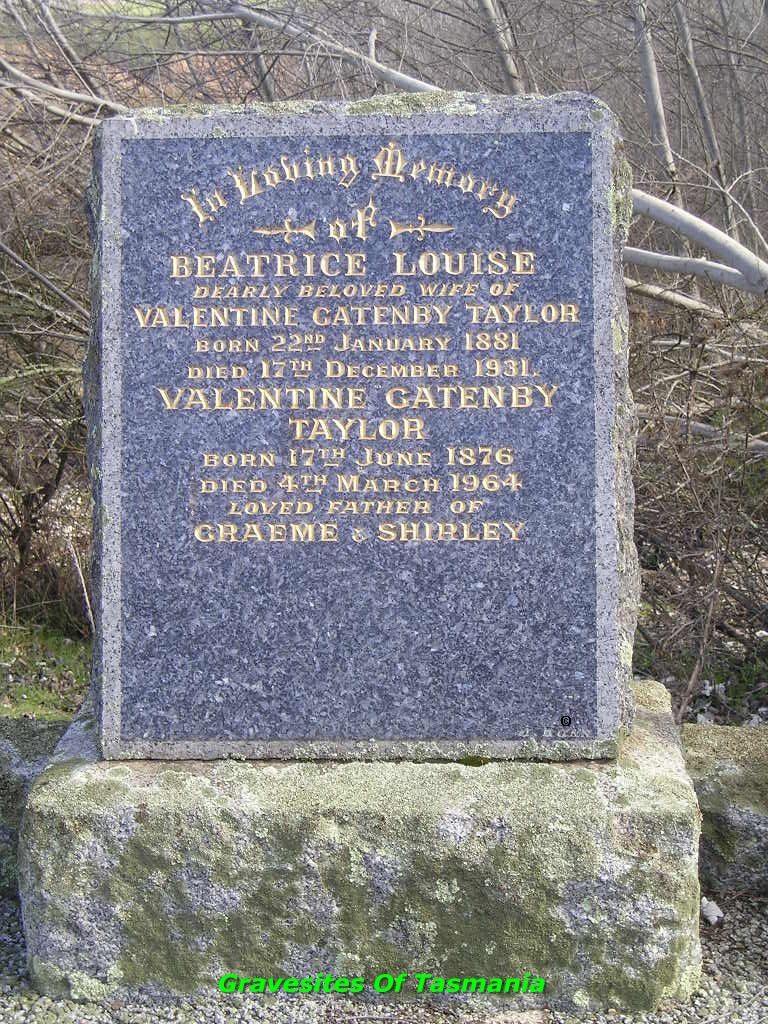 In Loving Memory
of
BEATRICE LOUISE
DEARLY BELOVED WIFE OF
VALENTINE GATENBY TAYLOR
BORN 22ND JANUARY 1881
DIED 17TH DECEMBER 1931.
VALENTINE GATENBY
TAYLOR
BORN 17TH JUNE 1876
DIED 4TH MARCH 1964
LOVED FATHER OF
GRAEME & SHIRLEY
©
Gravesites Of Tasmania